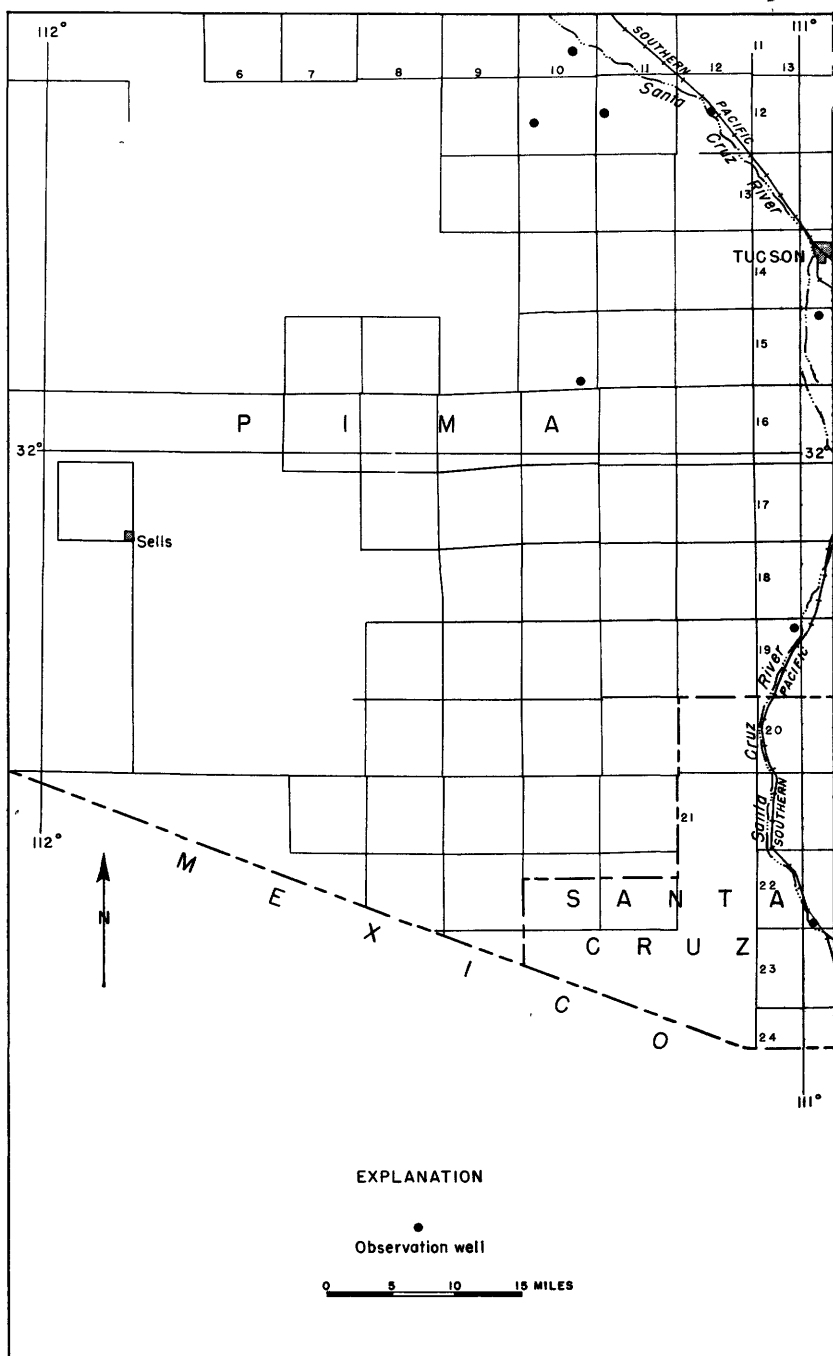 112°
111°
6 7 8 9 10 11 12 13
11
SOUTHERN PACIFIC
Santa Cruz River
12
13
TUCSON
14
15
P I M A
16
32°
32°
Sells
17
18
19
River
PACIFIC
Cruz
20
Santa
SOUTHERN
21
112°
M E X I C O
N
22
S A N T A
C R U Z
23
24
111°
EXPLANATION
Observation well
0 5 10 15 MILES